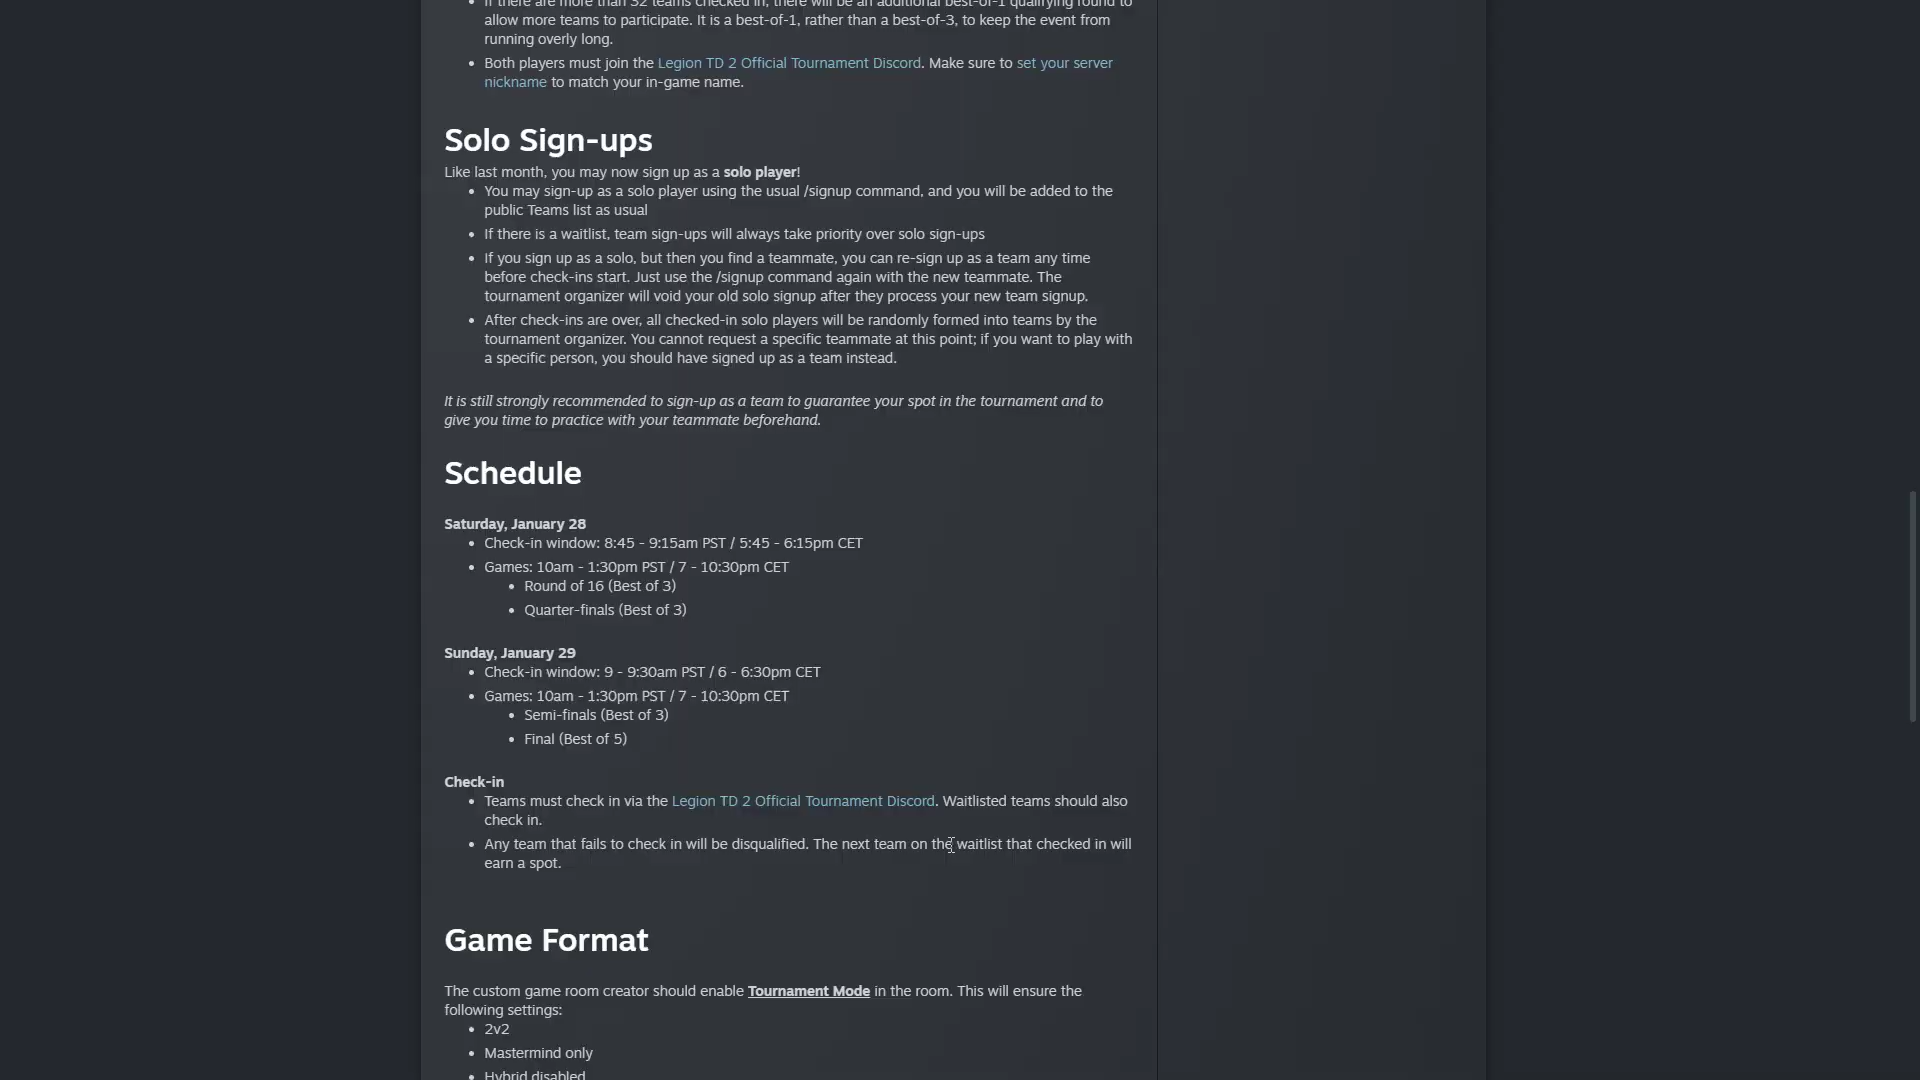 If there are more than 32 teams checked in, there will be an additional best-of-1 qualifying round to
allow more teams to participate. It is a best-of-1, rather than a best-of-3, to keep the event from
running overly long.
Both players must join the Legion TD 2 Official Tournament Discord. Make sure to set your server
nickname to match your in-game name.
Solo Sign-ups
Like last month, you may now sign up as a solo player!
You may sign-up as a solo player using the usual /signup command, and you will be added to the
public Teams list as usual
If there is a waitlist, team sign-ups will always take priority over solo sign-ups
If you sign up as a solo, but then you find a teammate, you can re-sign up as a team any time
before check-ins start. Just use the /signup command again with the new teammate. The
tournament organizer will void your old solo signup after they process your new team signup.
After check-ins are over, all checked-in solo players will be randomly formed into teams by the
tournament organizer. You cannot request a specific teammate at this point; if you want to play with
a specific person, you should have signed up as a team instead.
It is still strongly recommended to sign-up as a team to guarantee your spot in the tournament and to
give you time to practice with your teammate beforehand.
Schedule
Saturday, January 28
Check-in window: 8:45 - 9:15am PST / 5:45 - 6:15pm CET
Games: 10am - 1:30pm PST / 7 - 10:30pm CET
Round of 16 (Best of 3)
Quarter-finals (Best of 3)
Sunday, January 29
Check-in window: 9 - 9:30am PST / 6 - 6:30pm CET
Games: 10am - 1:30pm PST / 7 - 10:30pm CET
Semi-finals (Best of 3)
Final (Best of 5)
Check-in
Teams must check in via the Legion TD 2 Official Tournament Discord. Waitlisted teams should also
check in.
Any team that fails to check in will be disqualified. The next team on the waitlist that checked in will
earn a spot.
Game Format
The custom game room creator should enable Tournament Mode in the room. This will ensure the
following settings:
2v2
Mastermind only
Hybrid disabled